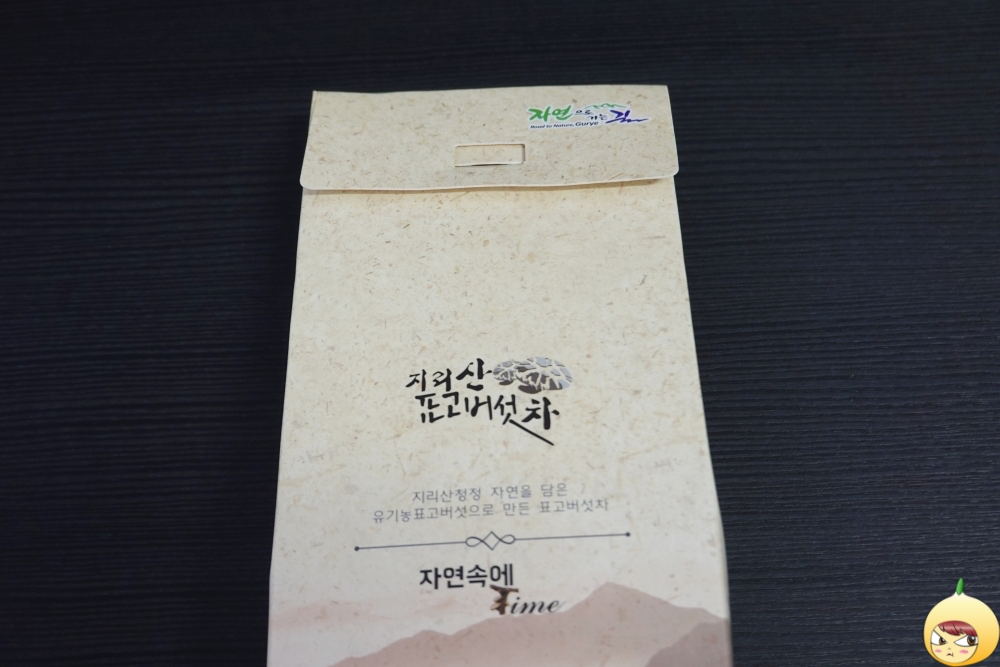 자연으로 가는 길
Road to Nature, Gurye
지리산
표고버섯차
지리산청정 자연을 담은
유기농표고버섯으로 만든 표고버섯차
자연속에
Time